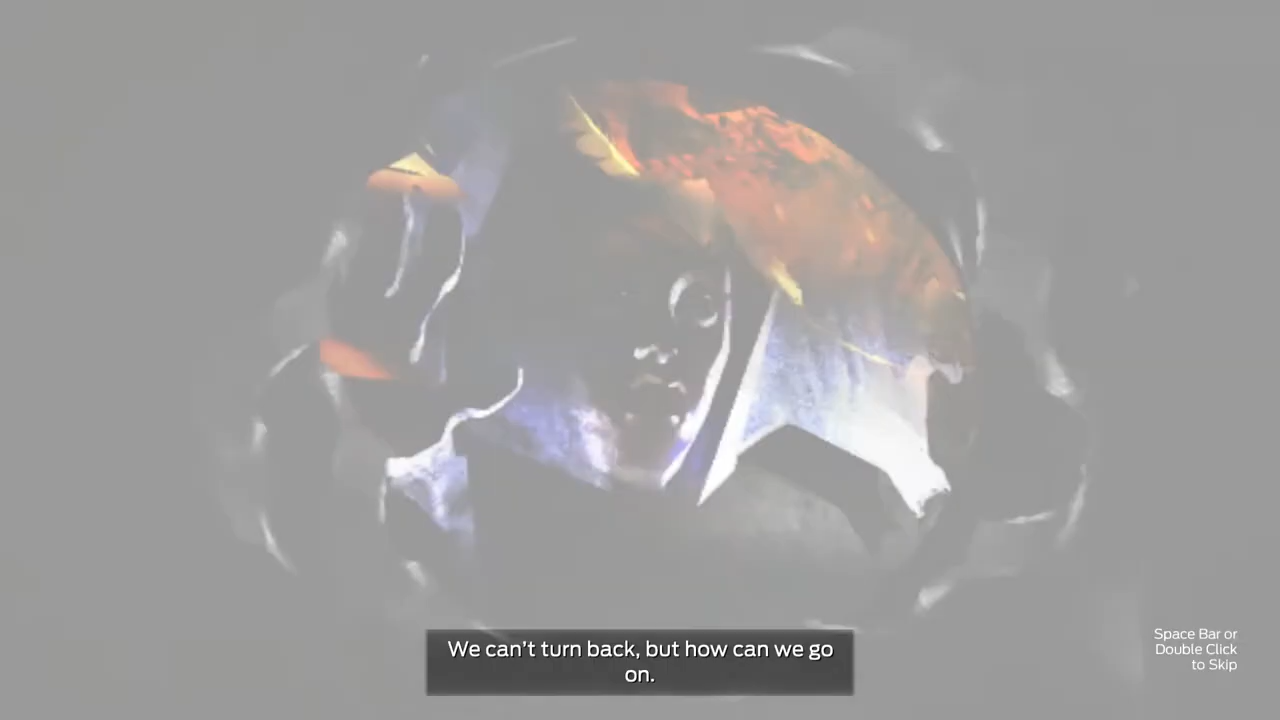 We can't turn back, but how can we go
on.
Space Bar or
Double Click
to Skip